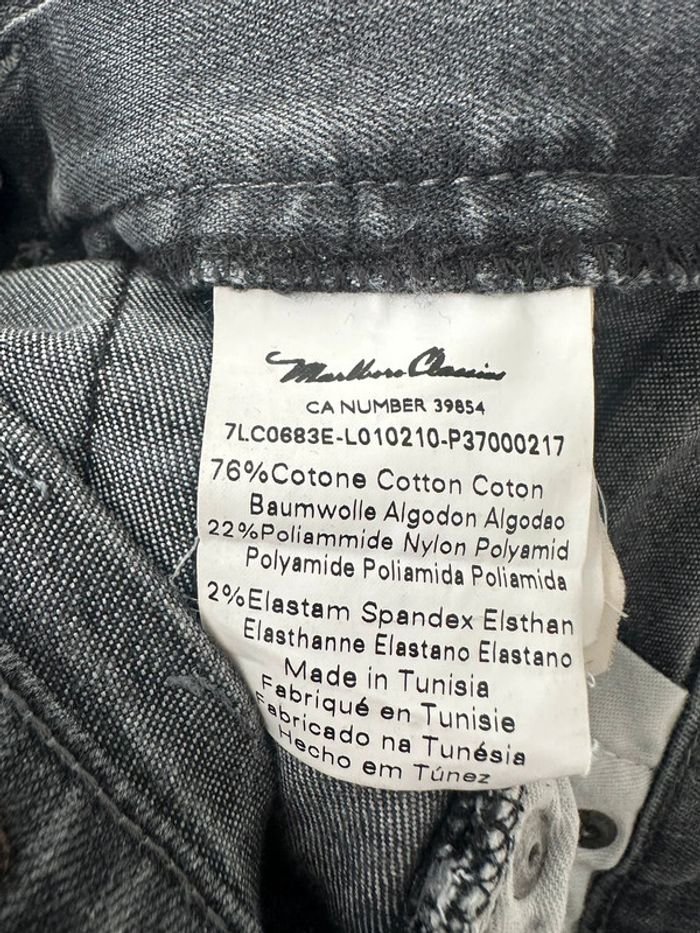 Marlboro Classics
CA NUMBER 39854
7LC0683E-L010210-P37000217
76%Cotone Cotton Coton
Baumwolle Algodon Algodao
22%Poliammide Nylon Polyamid
Polyamide Poliamida Poliamida
2%Elastam Spandex Elsthan
Elasthanne Elastano Elastano
Made in Tunisia
Fabriqué en Tunisie
Fabricado na Tunésia
Hecho em Túnez